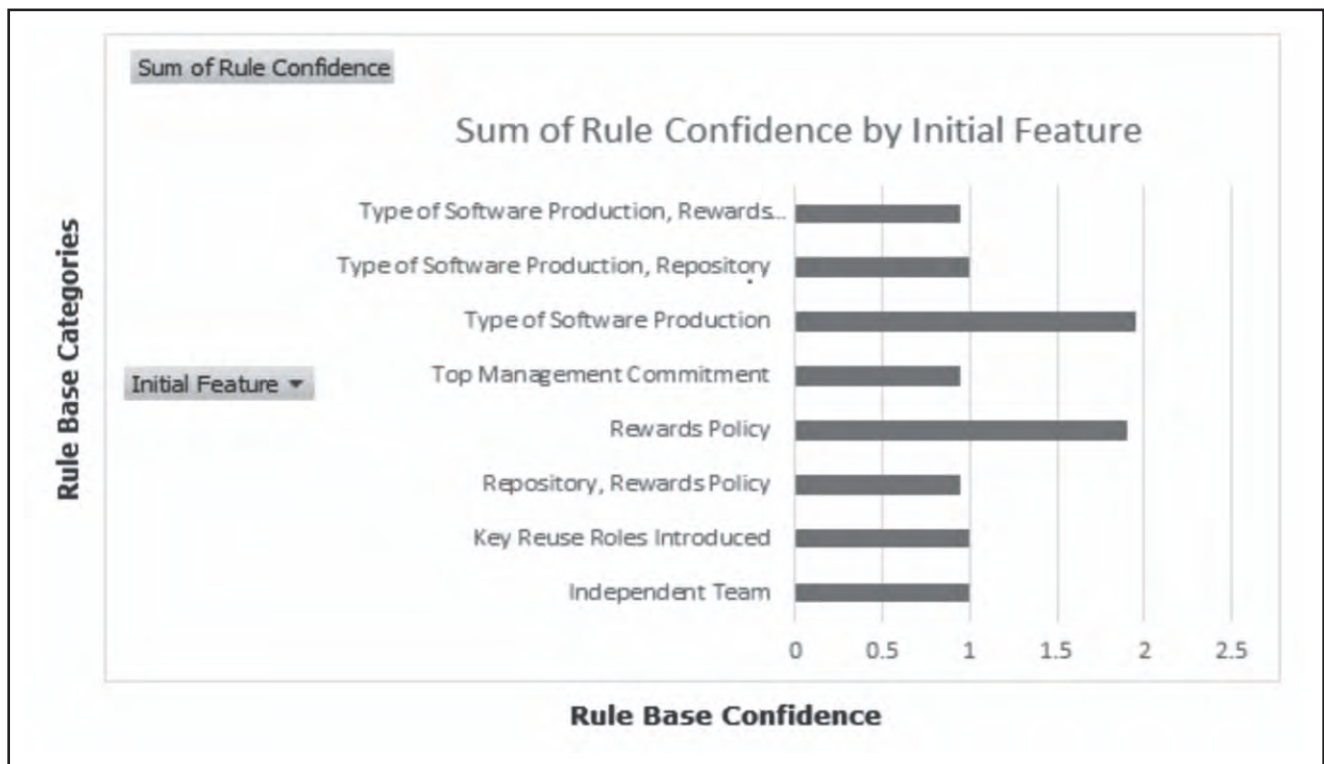 Sum of Rule Confidence
Sum of Rule Confidence by Initial Feature
Rule Base Categories
Initial Feature
Type of Software Production, Rewards...
Type of Software Production, Repository
Type of Software Production
Top Management Commitment
Rewards Policy
Repository, Rewards Policy
Key Reuse Roles Introduced
Independent Team
0 0.5 1 1.5 2 2.5
Rule Base Confidence